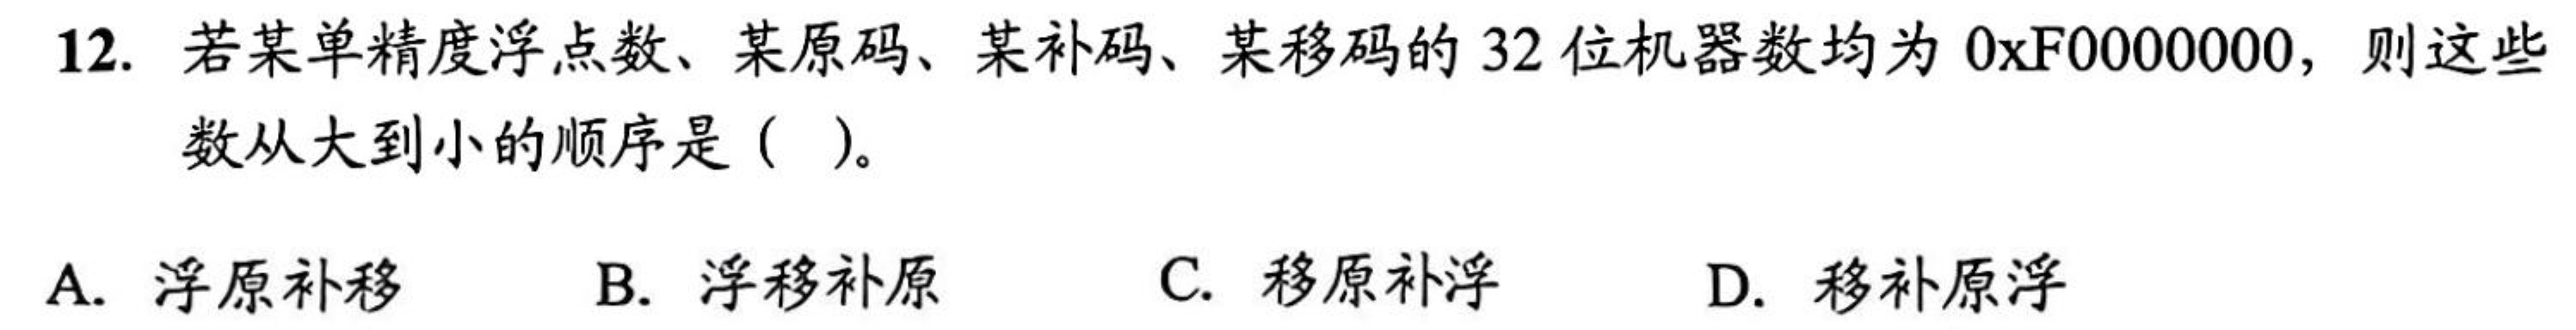 12. 若某单精度浮点数、某原码、某补码、某移码的 32 位机器数均为 0xF0000000，则这些
数从大到小的顺序是（ ）。
A. 浮原补移 B. 浮移补原 C. 移原补浮 D. 移补原浮